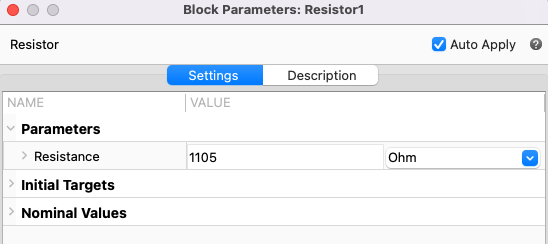 Block Parameters: Resistor1
Resistor
Auto Apply
?
Settings Description
NAME VALUE
Parameters
Resistance 1105 Ohm
Initial Targets
Nominal Values